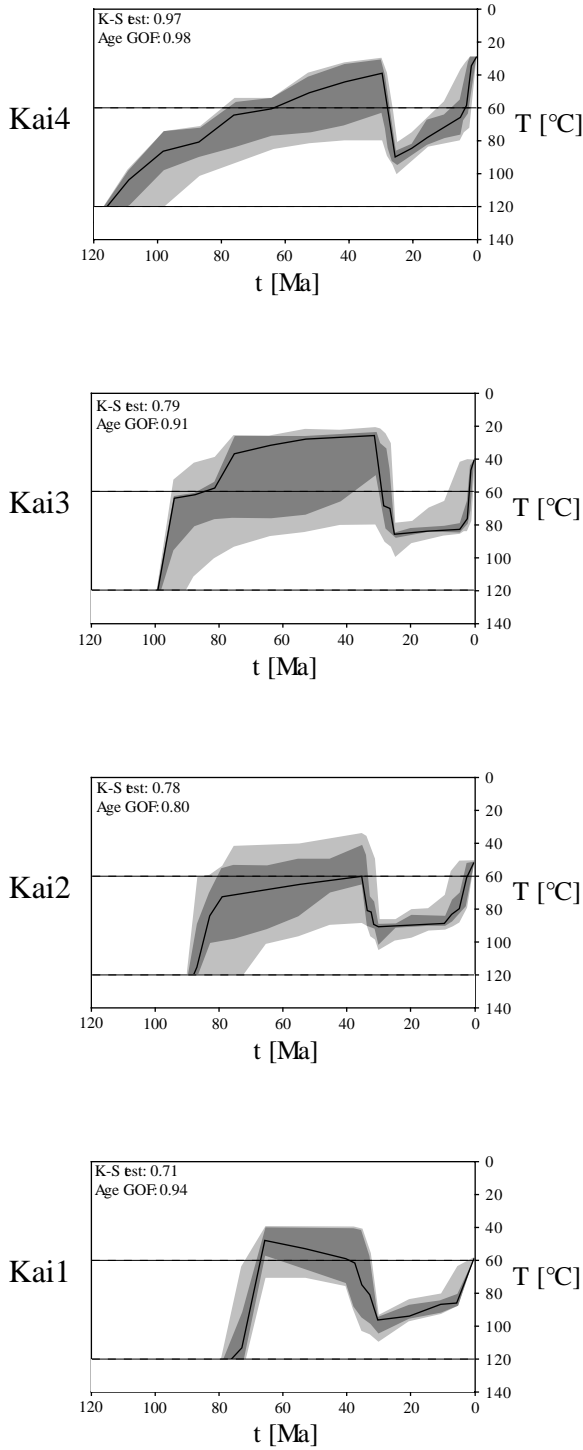 K-S test: 0.97
Age GOF: 0.98
Kai4
T [°C]
0
20
40
60
80
100
120
140
120 100 80 60 40 20 0
t [Ma]
K-S test: 0.79
Age GOF: 0.91
Kai3
T [°C]
0
20
40
60
80
100
120
140
120 100 80 60 40 20 0
t [Ma]
K-S test: 0.78
Age GOF: 0.80
Kai2
T [°C]
0
20
40
60
80
100
120
140
120 100 80 60 40 20 0
t [Ma]
K-S test: 0.71
Age GOF: 0.94
Kai1
T [°C]
0
20
40
60
80
100
120
140
120 100 80 60 40 20 0
t [Ma]